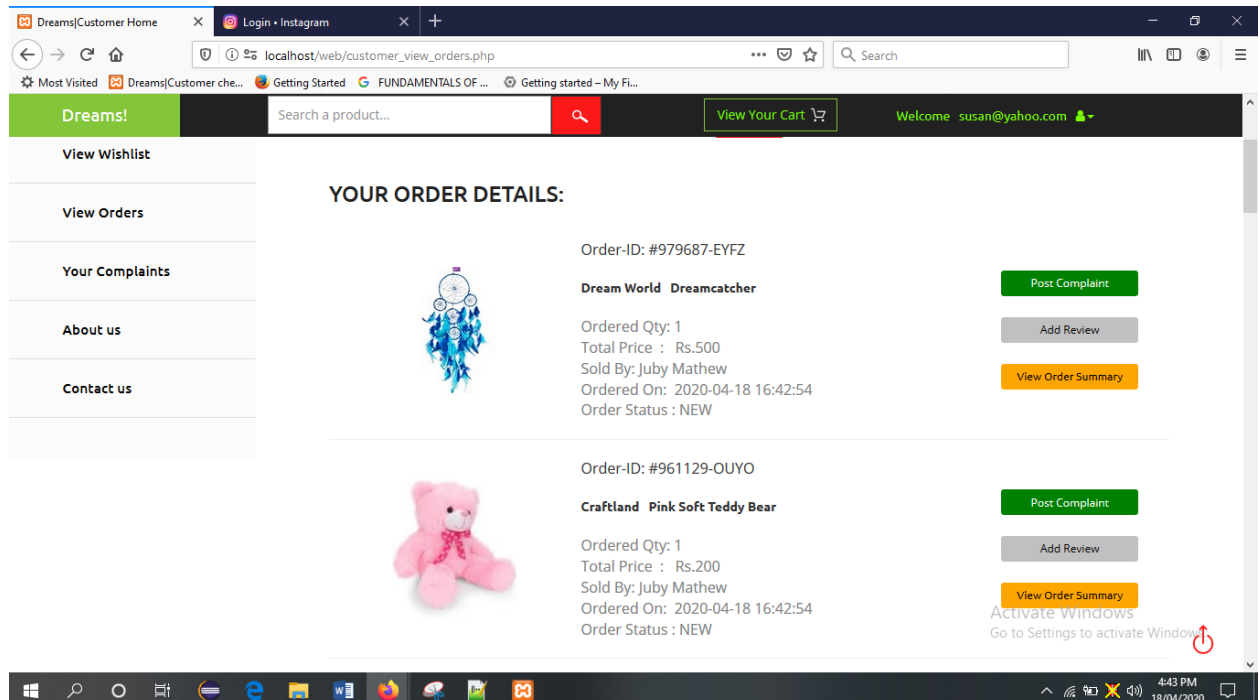 Dreams|Customer Home
Login • Instagram
localhost/web/customer_view_orders.php
Search
Most Visited
Dreams|Customer che...
Getting Started
FUNDAMENTALS OF ...
Getting started – My Fi...
Dreams!
Search a product...
View Your Cart
Welcome susan@yahoo.com
View Wishlist
View Orders
Your Complaints
About us
Contact us
YOUR ORDER DETAILS:
Order-ID: #979687-EYFZ
Dream World Dreamcatcher
Ordered Qty: 1
Total Price : Rs.500
Sold By: Juby Mathew
Ordered On: 2020-04-18 16:42:54
Order Status : NEW
Post Complaint
Add Review
View Order Summary
Order-ID: #961129-OUYO
Craftland Pink Soft Teddy Bear
Ordered Qty: 1
Total Price : Rs.200
Sold By: Juby Mathew
Ordered On: 2020-04-18 16:42:54
Order Status : NEW
Post Complaint
Add Review
View Order Summary
Activate Windows
Go to Settings to activate Windows
4:43 PM
18/04/2020